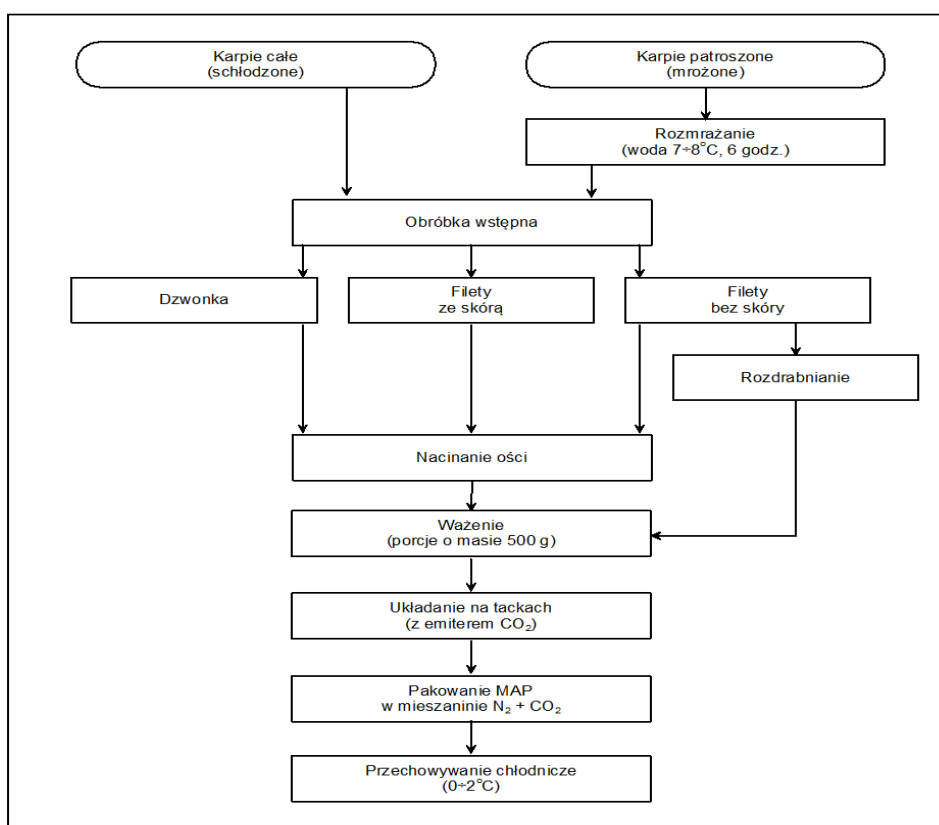 Karpie całe
(schłodzone)
Karpie patroszone
(mrożone)
Rozmrażanie
(woda 7÷8°C, 6 godz.)
Obróbka wstępna
Dzwonka
Filety
ze skórą
Filety
bez skóry
Rozdrabnianie
Nacinanie ości
Ważenie
(porcje o masie 500 g)
Układanie na tackach
(z emiterem CO₂)
Pakowanie MAP
w mieszaninie N₂ + CO₂
Przechowywanie chłodnicze
(0÷2°C)